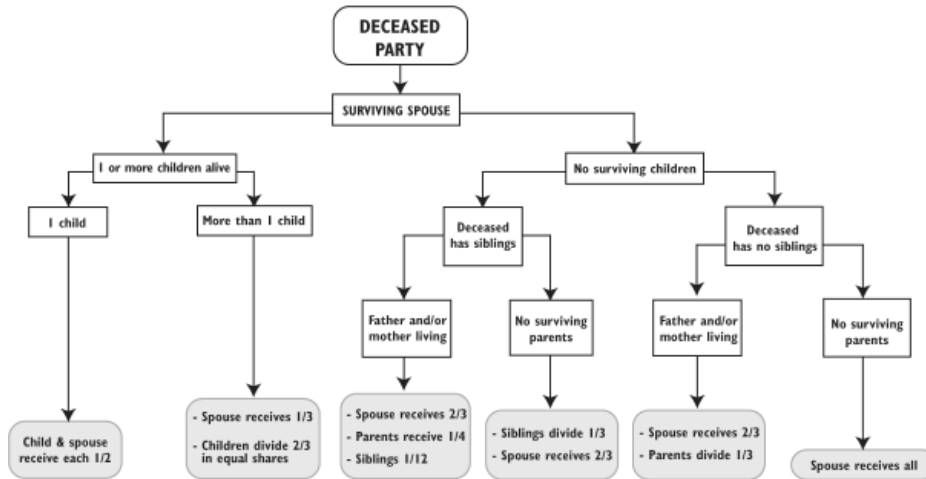 DECEASED
PARTY
SURVIVING SPOUSE
1 or more children alive
No surviving children
1 child
More than 1 child
Deceased
has siblings
Deceased
has no siblings
Father and/or
mother living
No surviving
parents
Father and/or
mother living
No surviving
parents
Child & spouse
receive each 1/2
- Spouse receives 1/3
- Children divide 2/3
in equal shares
- Spouse receives 2/3
- Parents receive 1/4
- Siblings 1/12
- Siblings divide 1/3
- Spouse receives 2/3
- Spouse receives 2/3
- Parents divide 1/3
Spouse receives all